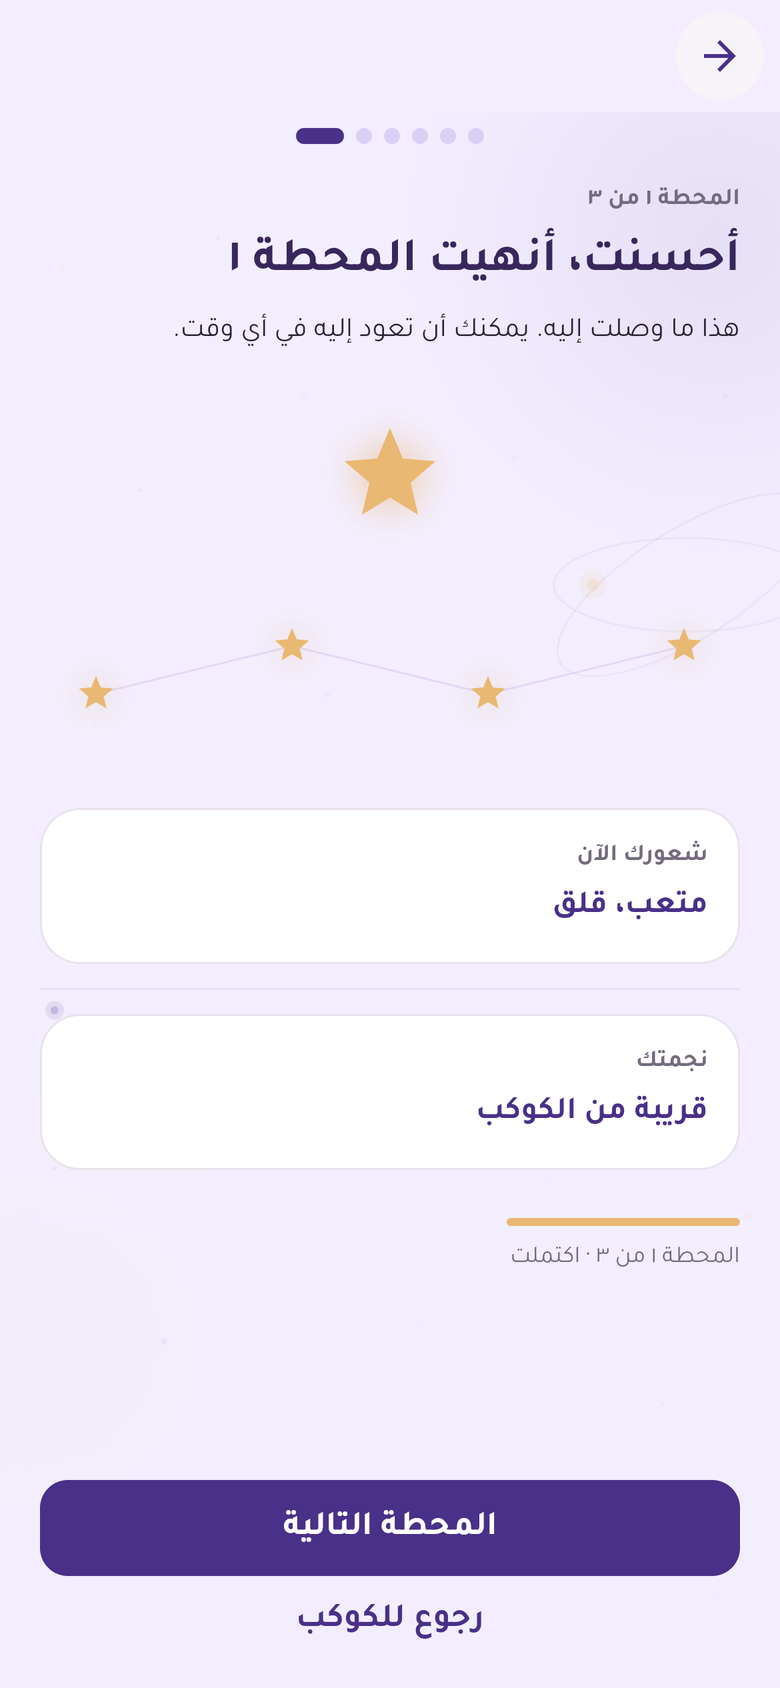 المحطة ١ من ٣
أحسنت، أنهيت المحطة ١
هذا ما وصلت إليه. يمكنك أن تعود إليه في أي وقت.
شعورك الآن
متعب، قلق
نجمتك
قريبة من الكوكب
المحطة ١ من ٣ · اكتملت
المحطة التالية
رجوع للكوكب